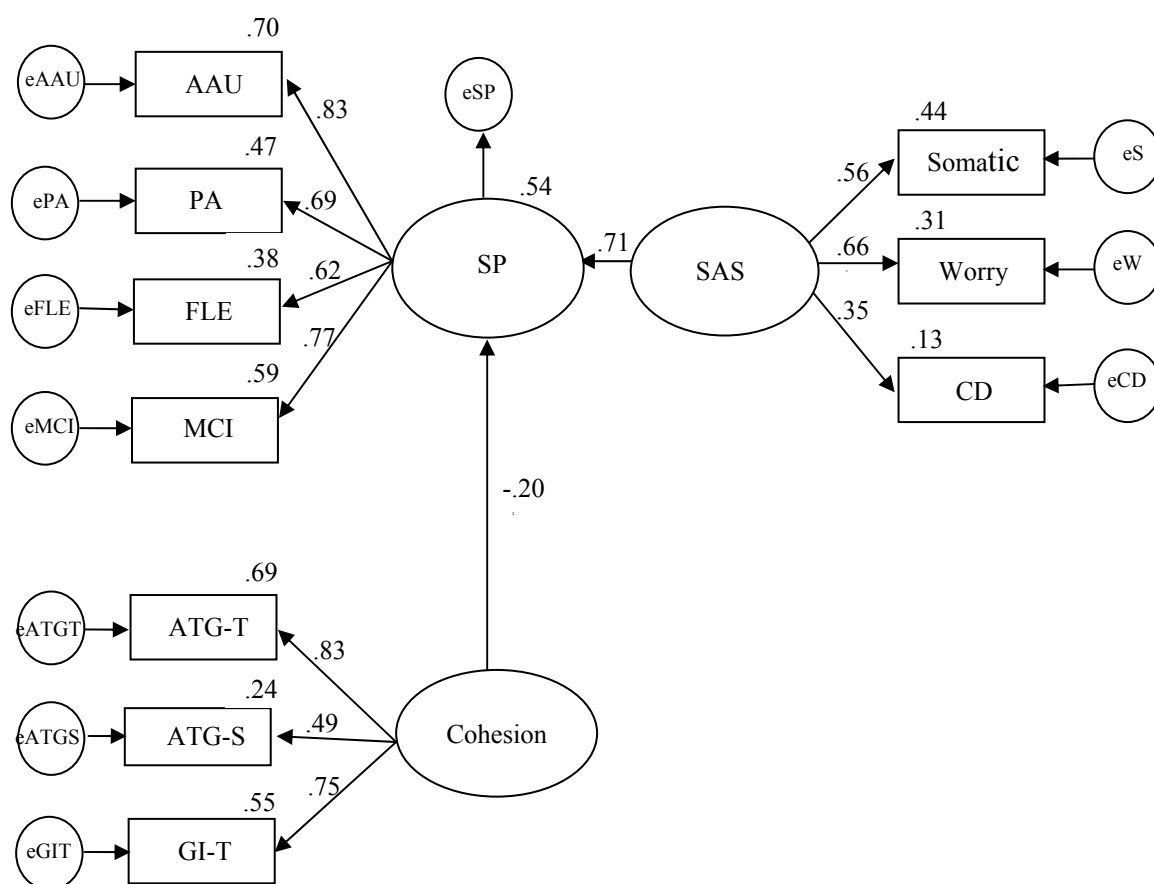 .70
eAAU
AAU
.83
eSP
.47
ePA
PA
.69
.54
.38
eFLE
FLE
.62
SP
.71
SAS
.59
.77
eMCI
MCI
.44
Somatic
eS
.56
.31
.66
Worry
eW
.35
.13
CD
eCD
-.20
.69
eATGT
ATG-T
.83
.24
eATGS
ATG-S
.49
Cohesion
.55
.75
eGIT
GI-T